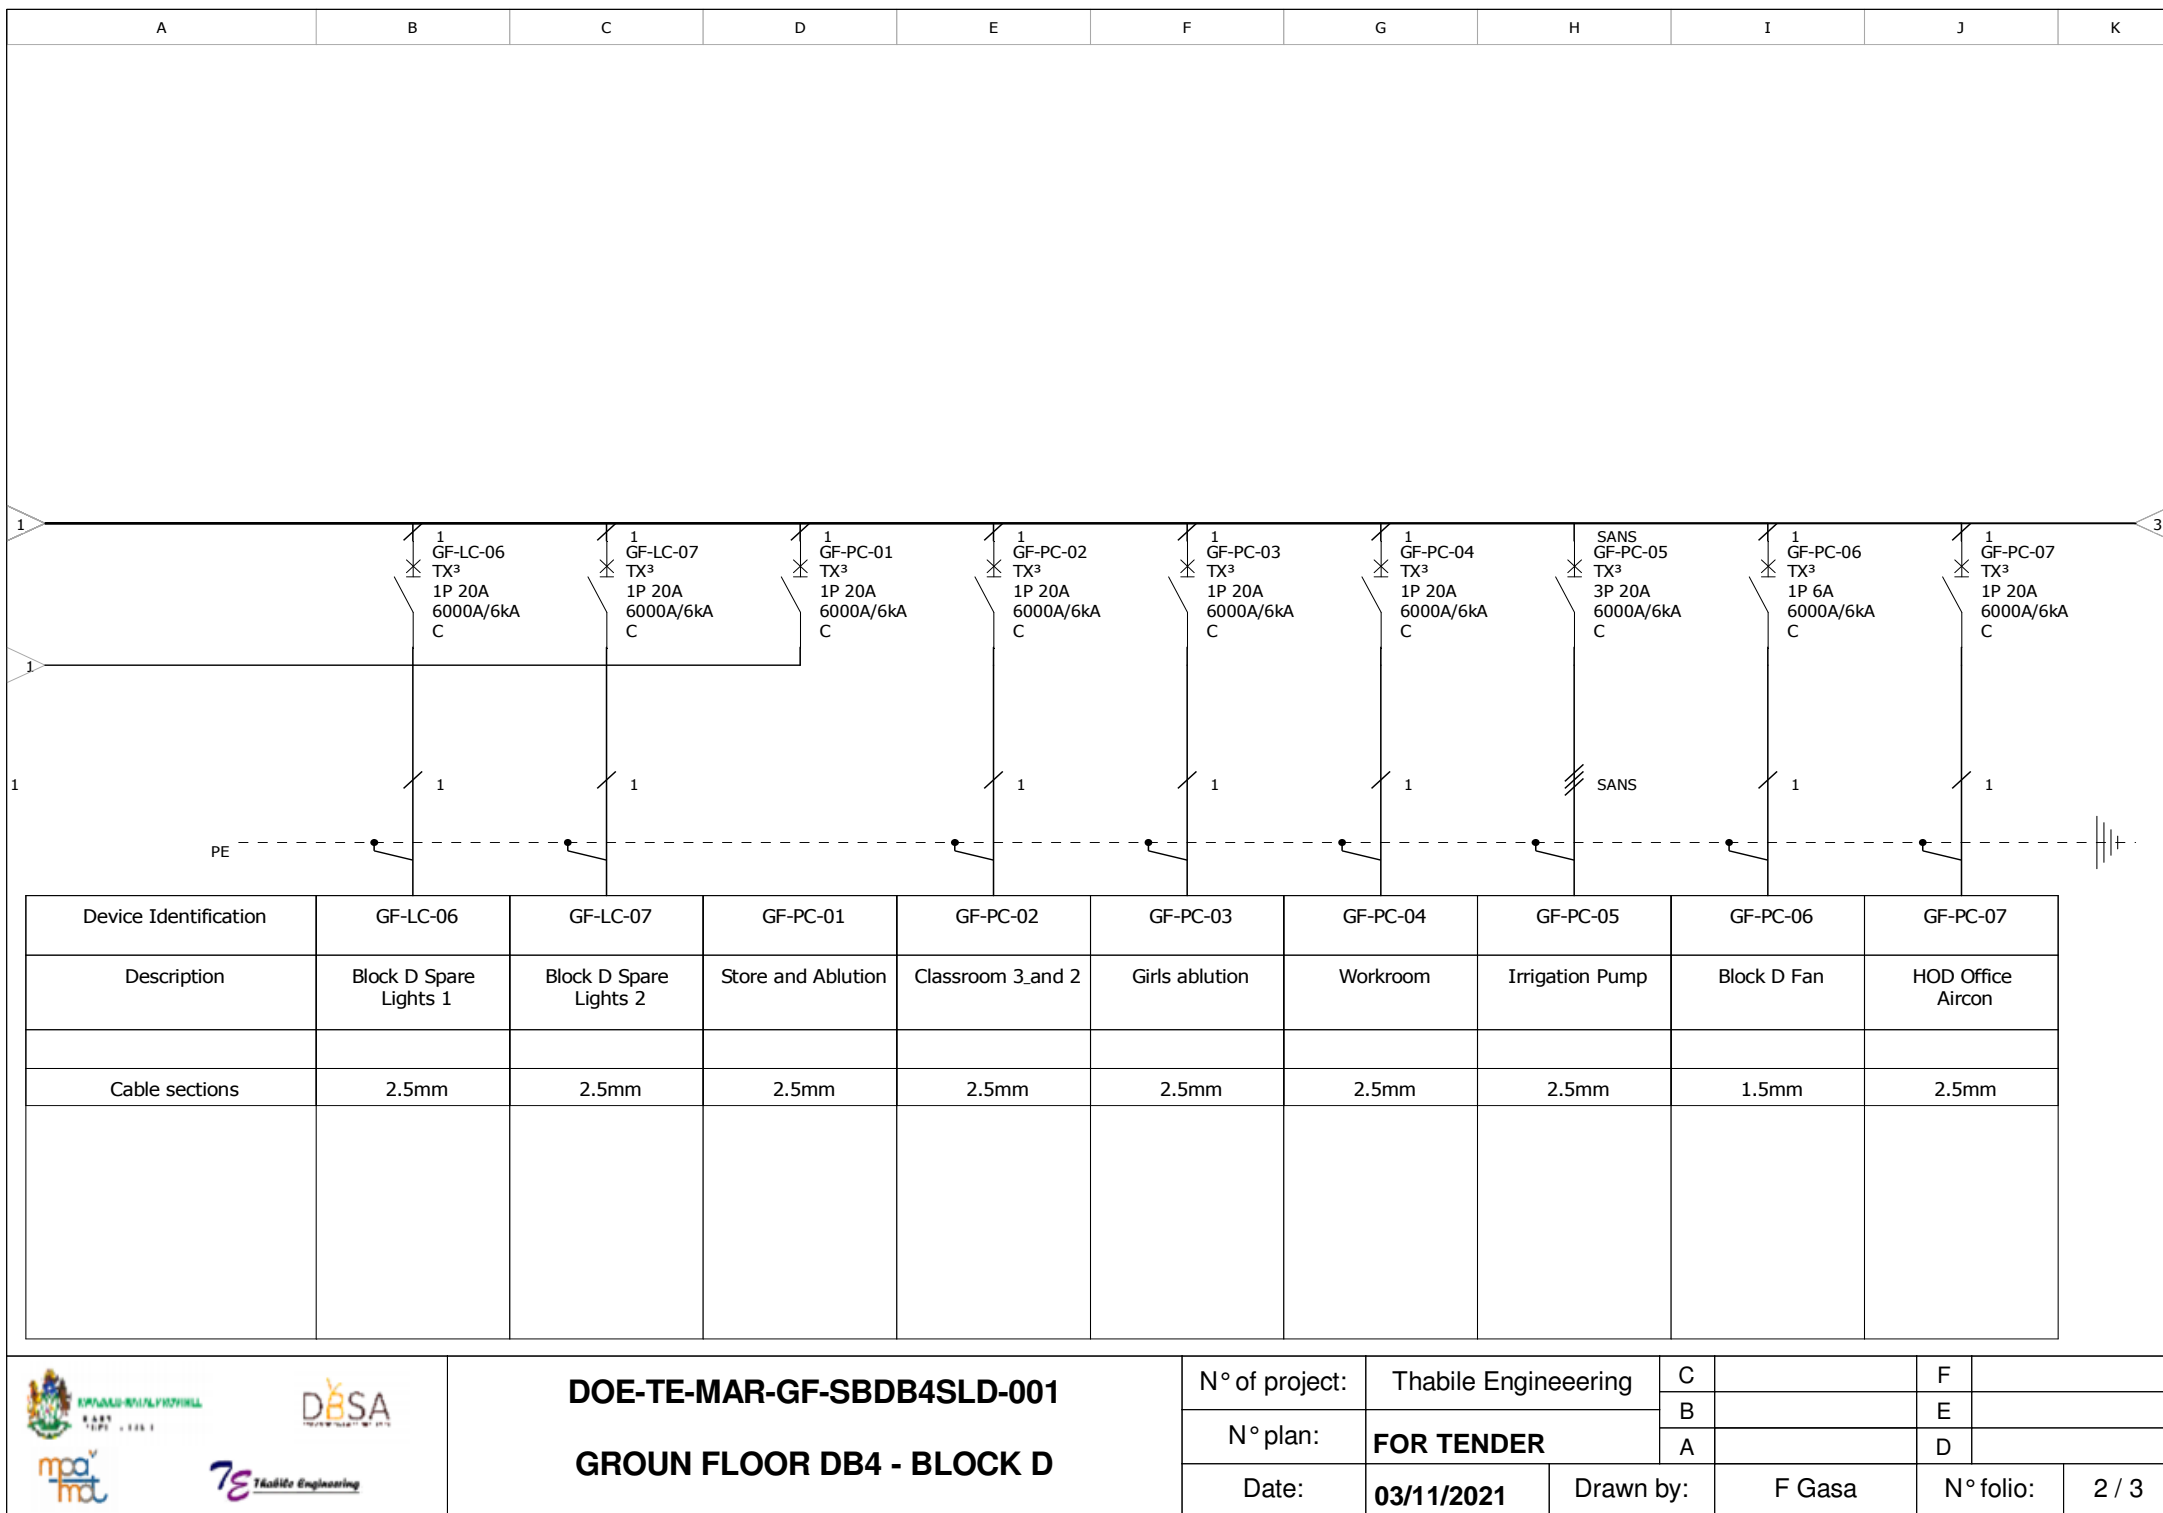 A B C D E F G H I J K
1 3
1 1 1 1 1 1 SANS 1 1
GF-LC-06 GF-LC-07 GF-PC-01 GF-PC-02 GF-PC-03 GF-PC-04 GF-PC-05 GF-PC-06 GF-PC-07
TX³ TX³ TX³ TX³ TX³ TX³ TX³ TX³ TX³
1P 20A 1P 20A 1P 20A 1P 20A 1P 20A 1P 20A 3P 20A 1P 6A 1P 20A
6000A/6kA 6000A/6kA 6000A/6kA 6000A/6kA 6000A/6kA 6000A/6kA 6000A/6kA 6000A/6kA 6000A/6kA
C C C C C C C C C
1
1 1 1 1 1 1 SANS 1 1
PE
Device Identification GF-LC-06 GF-LC-07 GF-PC-01 GF-PC-02 GF-PC-03 GF-PC-04 GF-PC-05 GF-PC-06 GF-PC-07
Description Block D Spare Lights 1 Block D Spare Lights 2 Store and Ablution Classroom 3_and 2 Girls ablution Workroom Irrigation Pump Block D Fan HOD Office Aircon
Cable sections 2.5mm 2.5mm 2.5mm 2.5mm 2.5mm 2.5mm 2.5mm 1.5mm 2.5mm
DBSA
mpa
mot
TE Thabile Engineering
DOE-TE-MAR-GF-SBDB4SLD-001
GROUN FLOOR DB4 - BLOCK D
N° of project: Thabile Engineeering C F
B E
N° plan: FOR TENDER A D
Date: 03/11/2021 Drawn by: F Gasa N° folio: 2 / 3